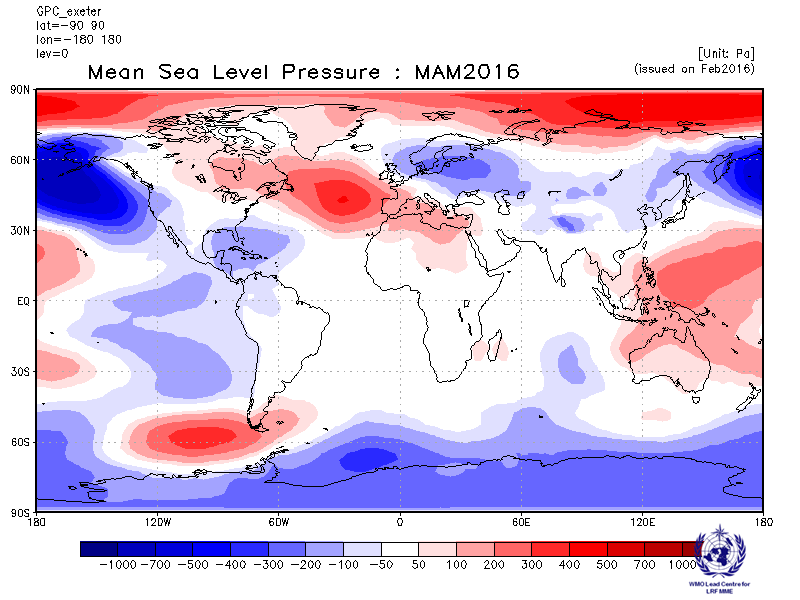 GPC_exeter
lat=-90 90
lon=-180 180
lev=0
[Unit: Pa]
Mean Sea Level Pressure : MAM2016
(issued on Feb2016)
90N
60N
30N
EQ
30S
60S
90S
180 120W 60W 0 60E 120E 180
-1000 -700 -500 -400 -300 -200 -100 -50 50 100 200 300 400 500 700 1000
WMO Lead Centre for
LRF MME